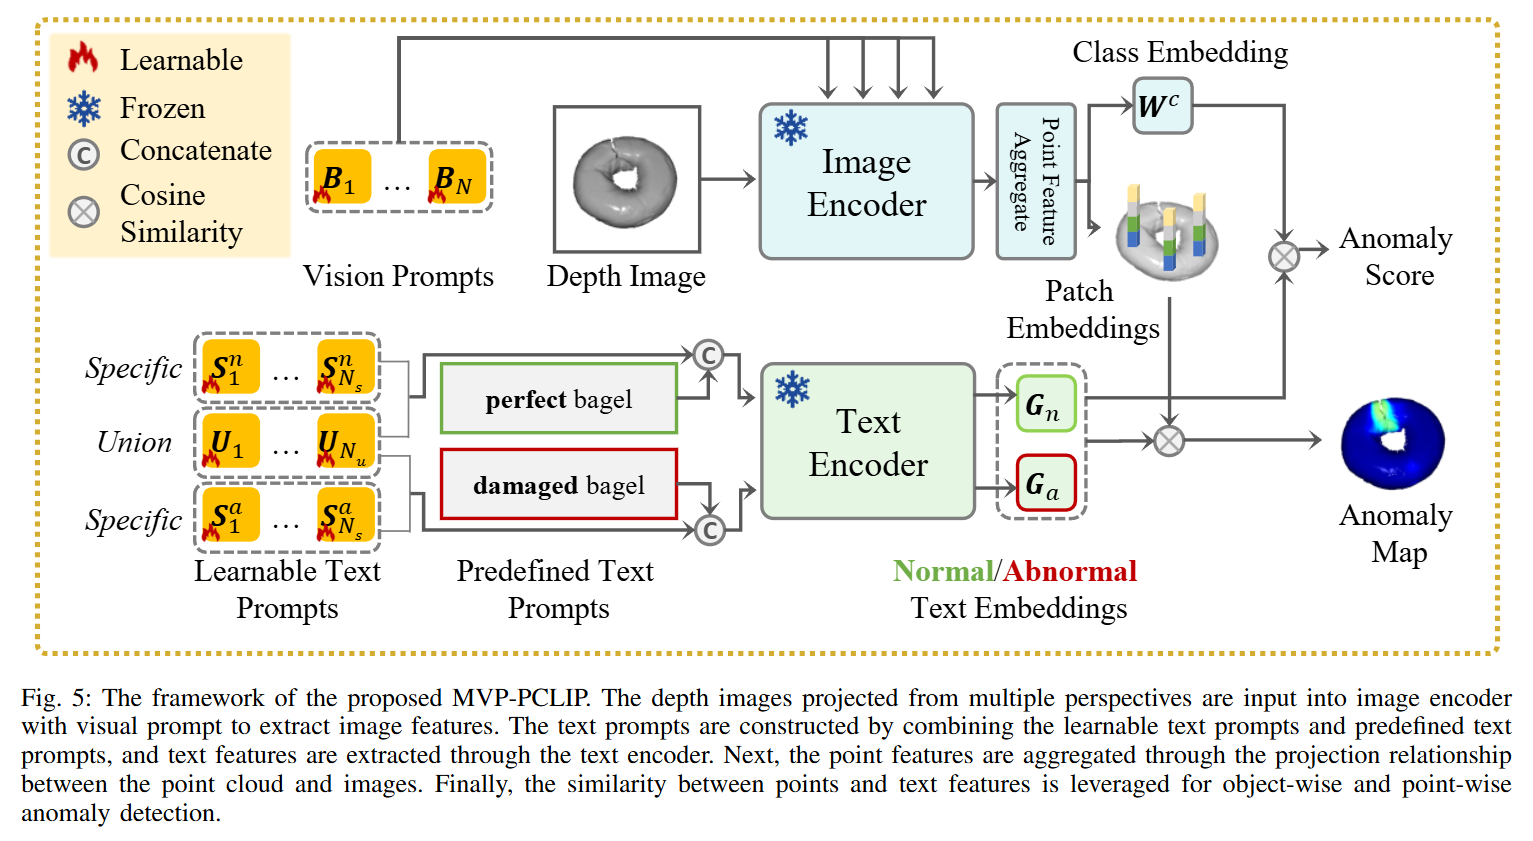 Learnable
Frozen
C Concatenate
Cosine
Similarity
B1 … BN
Vision Prompts
Depth Image
Image
Encoder
Point Feature
Aggregate
Class Embedding
W^c
Patch
Embeddings
Anomaly
Score
Specific S_1^n … S_{N_s}^n
Union U_1 … U_{N_u}
Specific S_1^a … S_{N_s}^a
Learnable Text
Prompts
C
perfect bagel
damaged bagel
C
Predefined Text
Prompts
Text
Encoder
G_n
G_a
Normal/Abnormal
Text Embeddings
Anomaly
Map
Fig. 5: The framework of the proposed MVP-PCLIP. The depth images projected from multiple perspectives are input into image encoder
with visual prompt to extract image features. The text prompts are constructed by combining the learnable text prompts and predefined text
prompts, and text features are extracted through the text encoder. Next, the point features are aggregated through the projection relationship
between the point cloud and images. Finally, the similarity between points and text features is leveraged for object-wise and point-wise
anomaly detection.